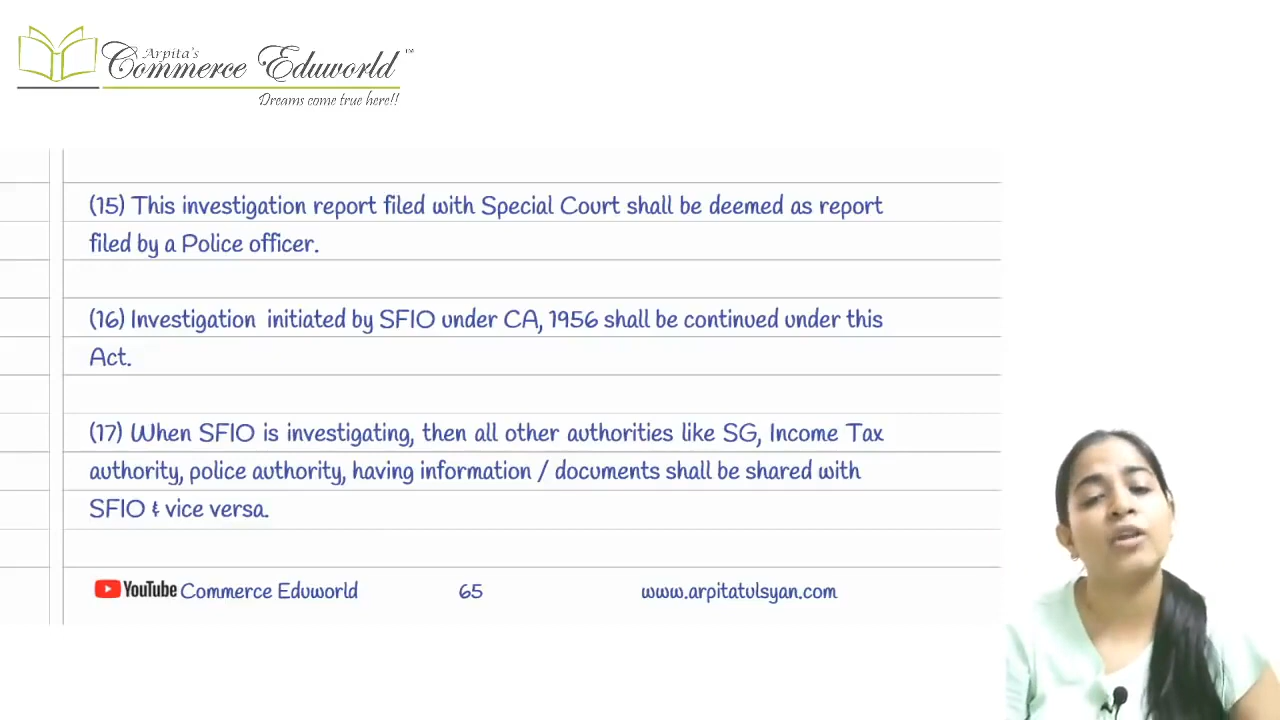 Arpita's
Commerce Eduworld™
Dreams come true here!!
(15) This investigation report filed with Special Court shall be deemed as report
filed by a Police officer.
(16) Investigation initiated by SFIO under CA, 1956 shall be continued under this
Act.
(17) When SFIO is investigating, then all other authorities like SG, Income Tax
authority, police authority, having information / documents shall be shared with
SFIO & vice versa.
YouTube Commerce Eduworld 65 www.arpitatulsyan.com